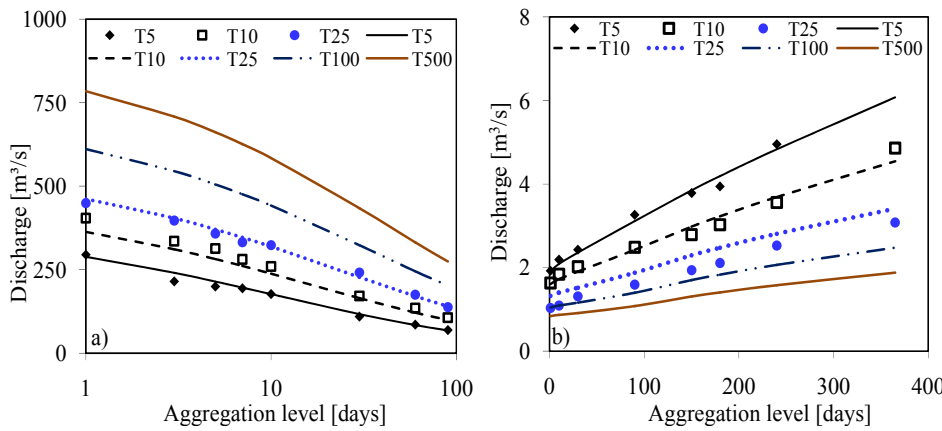 1000
T5 T10 T25 T5
T10 T25 T100 T500
750
500
250
0
1 10 100
Discharge [m³/s]
Aggregation level [days]
a)
8
T5 T10 T25 T5
T10 T25 T100 T500
6
4
2
0
0 100 200 300 400
Discharge [m³/s]
Aggregation level [days]
b)